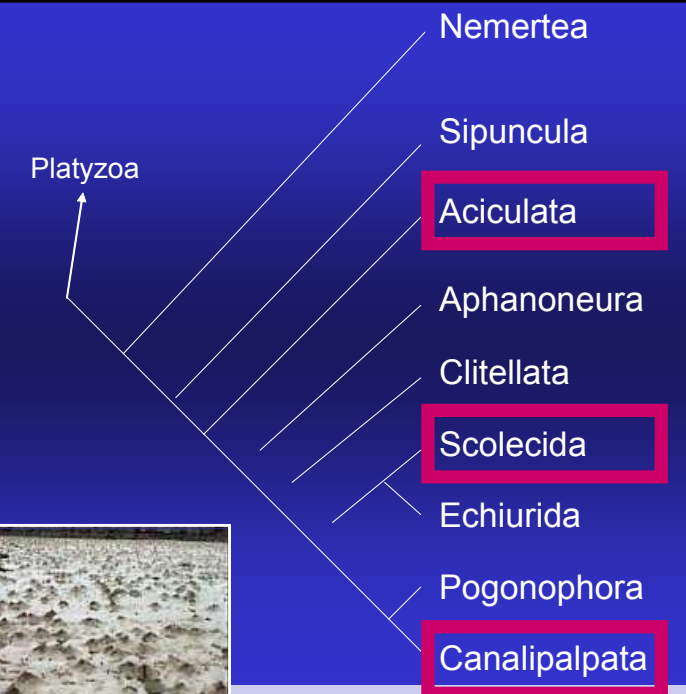 Nemertea
Sipuncula
Platyzoa
Aciculata
Aphanoneura
Clitellata
Scolecida
Echiurida
Pogonophora
Canalipalpata